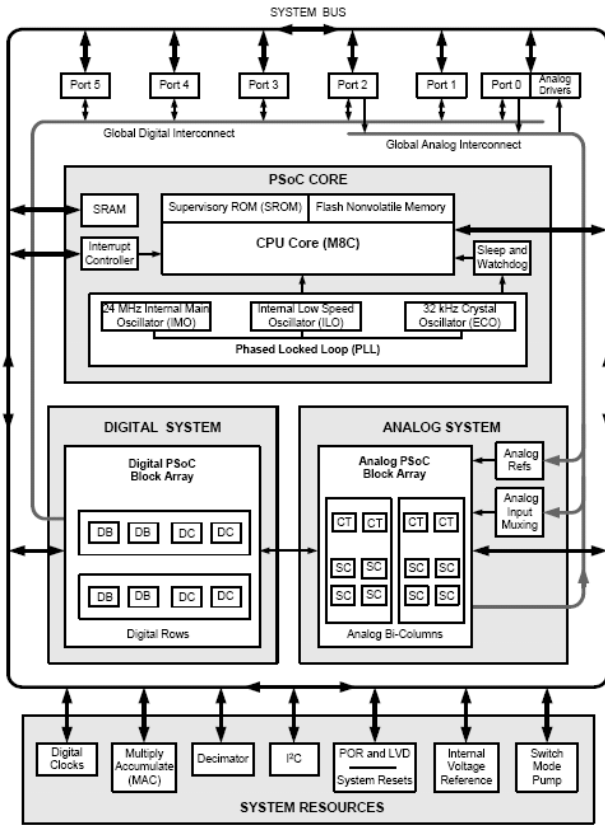 SYSTEM BUS
Port 5
Port 4
Port 3
Port 2
Port 1
Port 0
Analog
Drivers
Global Digital Interconnect
Global Analog Interconnect
PSoC CORE
SRAM
Supervisory ROM (SROM)
Flash Nonvolatile Memory
CPU Core (M8C)
Interrupt
Controller
Sleep and
Watchdog
24 MHz Internal Main
Oscillator (IMO)
Internal Low Speed
Oscillator (ILO)
32 kHz Crystal
Oscillator (ECO)
Phased Locked Loop (PLL)
DIGITAL SYSTEM
Digital PSoC
Block Array
DB
DB
DC
DC
DB
DB
DC
DC
Digital Rows
ANALOG SYSTEM
Analog PSoC
Block Array
CT
CT
CT
CT
SC
SC
SC
SC
SC
SC
SC
SC
Analog Bi-Columns
Analog
Refs
Analog
Input
Muxing
Digital
Clocks
Multiply
Accumulate
(MAC)
Decimator
I²C
POR and LVD
System Resets
Internal
Voltage
Reference
Switch
Mode
Pump
SYSTEM RESOURCES